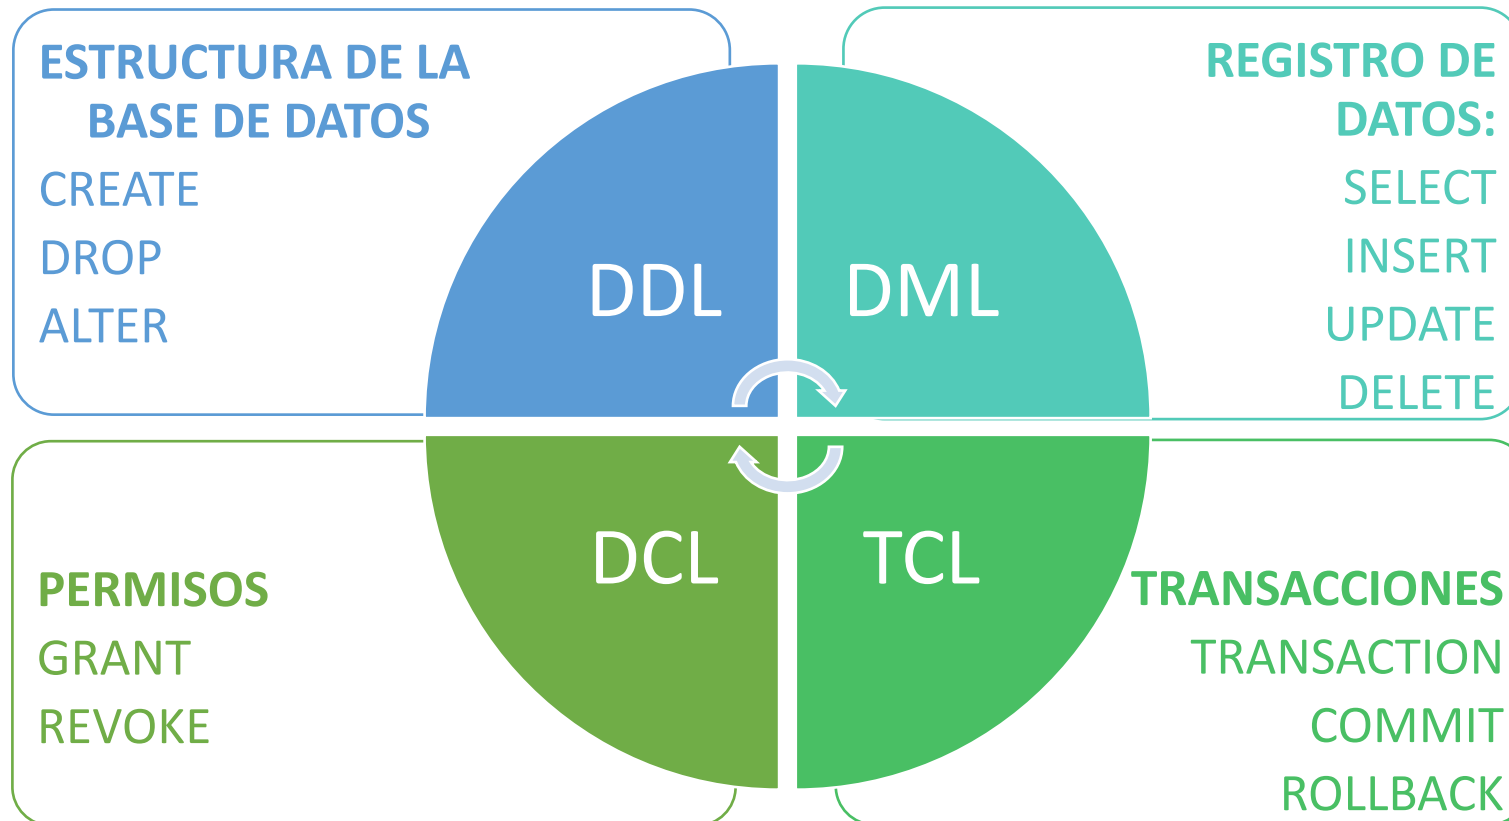 ESTRUCTURA DE LA
BASE DE DATOS
CREATE
DROP
ALTER
DDL
REGISTRO DE
DATOS:
SELECT
INSERT
UPDATE
DELETE
DML
PERMISOS
GRANT
REVOKE
DCL
TRANSACCIONES
TRANSACTION
COMMIT
ROLLBACK
TCL